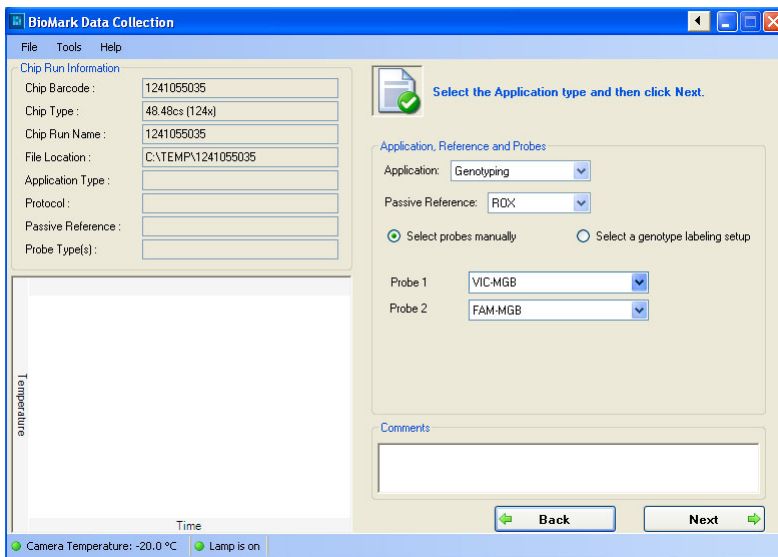 BioMark Data Collection
File Tools Help
Chip Run Information
Chip Barcode : 1241055035
Chip Type : 48.48cs (124x)
Chip Run Name : 1241055035
File Location : C:\TEMP\1241055035
Application Type :
Protocol :
Passive Reference :
Probe Type(s) :
Temperature
Time
Select the Application type and then click Next.
Application, Reference and Probes
Application: Genotyping
Passive Reference: ROX
Select probes manually Select a genotype labeling setup
Probe 1 VIC-MGB
Probe 2 FAM-MGB
Comments
Back Next
Camera Temperature: -20.0 °C Lamp is on